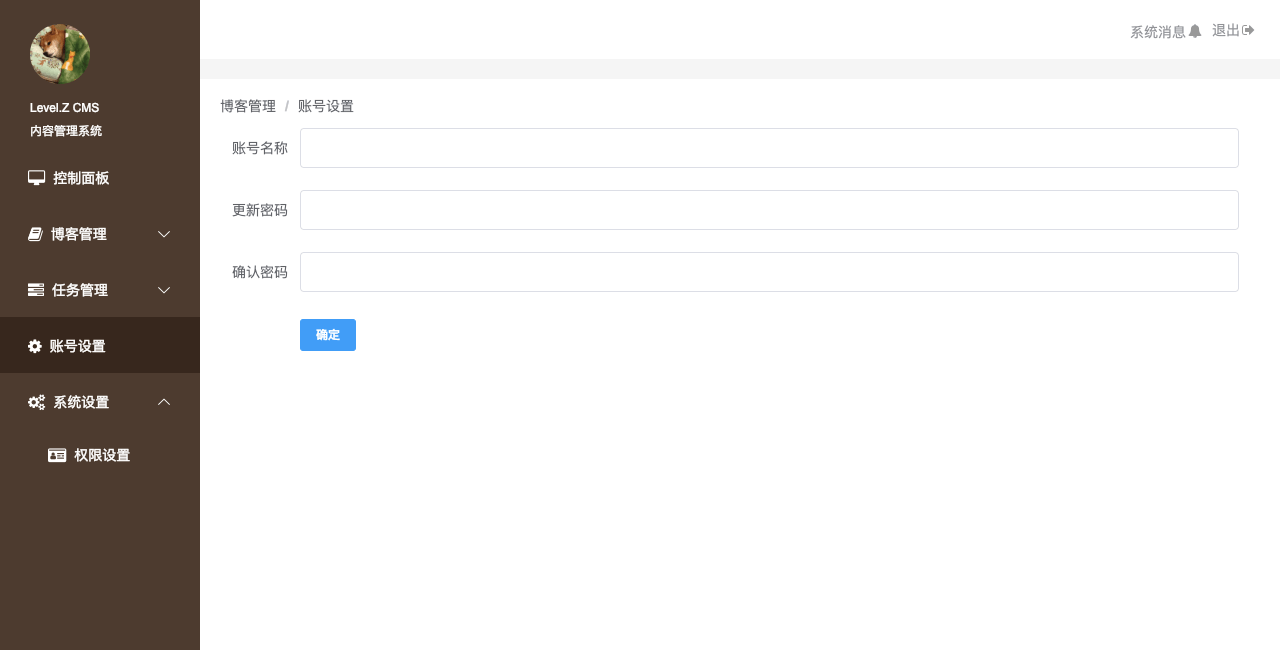 Level.Z CMS
内容管理系统
控制面板
博客管理
任务管理
账号设置
系统设置
权限设置
系统消息 退出
博客管理 / 账号设置
账号名称
更新密码
确认密码
确定